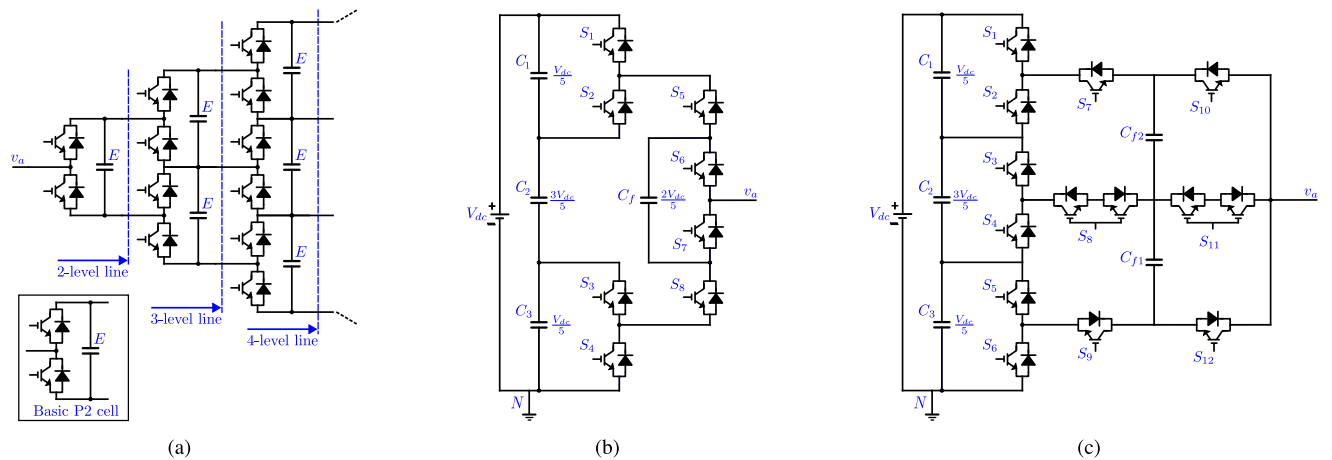 E
E
E
E
E
E
v_a
2-level line
3-level line
4-level line
E
Basic P2 cell
(a)
S_1
C_1 V_dc/5
S_2 S_5
S_6
C_2 3V_dc/5 C_f 2V_dc/5 v_a
V_dc + -
S_7
S_3 S_8
C_3 V_dc/5
S_4
N
(b)
S_1
C_1 V_dc/5
S_7 S_10
S_2
C_f2
S_3
C_2 3V_dc/5 v_a
V_dc + -
S_4 S_8 S_11
C_f1
S_5
C_3 V_dc/5
S_6 S_9 S_12
N
(c)